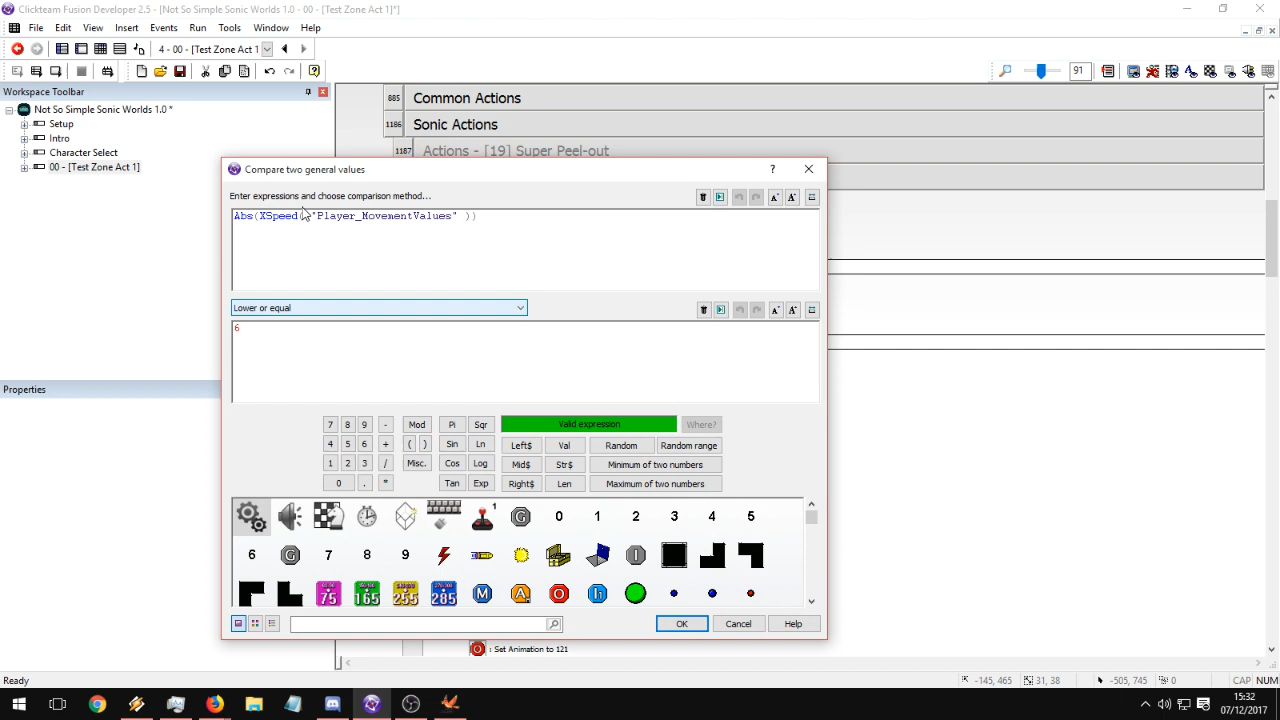 Clickteam Fusion Developer 2.5 - [Not So Simple Sonic Worlds 1.0 - 00 - [Test Zone Act 1]*]
File Edit View Insert Events Run Tools Window Help
4 - 00 - [Test Zone Act 1
91
Workspace Toolbar
Not So Simple Sonic Worlds 1.0 *
Setup
Intro
Character Select
00 - [Test Zone Act 1]
Properties
885 Common Actions
1186 Sonic Actions
1187 Actions - [19] Super Peel-out
Compare two general values
Enter expressions and choose comparison method...
Abs(XSpeed( "Player_MovementValues" ))
Lower or equal
6
7 8 9 - Mod Pi Sqr Valid expression Where?
4 5 6 + ( ) Sin Ln Left$ Val Random Random range
1 2 3 / Misc. Cos Log Mid$ Str$ Minimum of two numbers
0 . * Tan Exp Right$ Len Maximum of two numbers
1 G 0 1 2 3 4 5
6 G 7 8 9 I
75 165 255 285 M A O
OK Cancel Help
: Set Animation to 121
Ready
-145, 465 31, 38 -505, 745 0 CAP NUM
15:32
07/12/2017